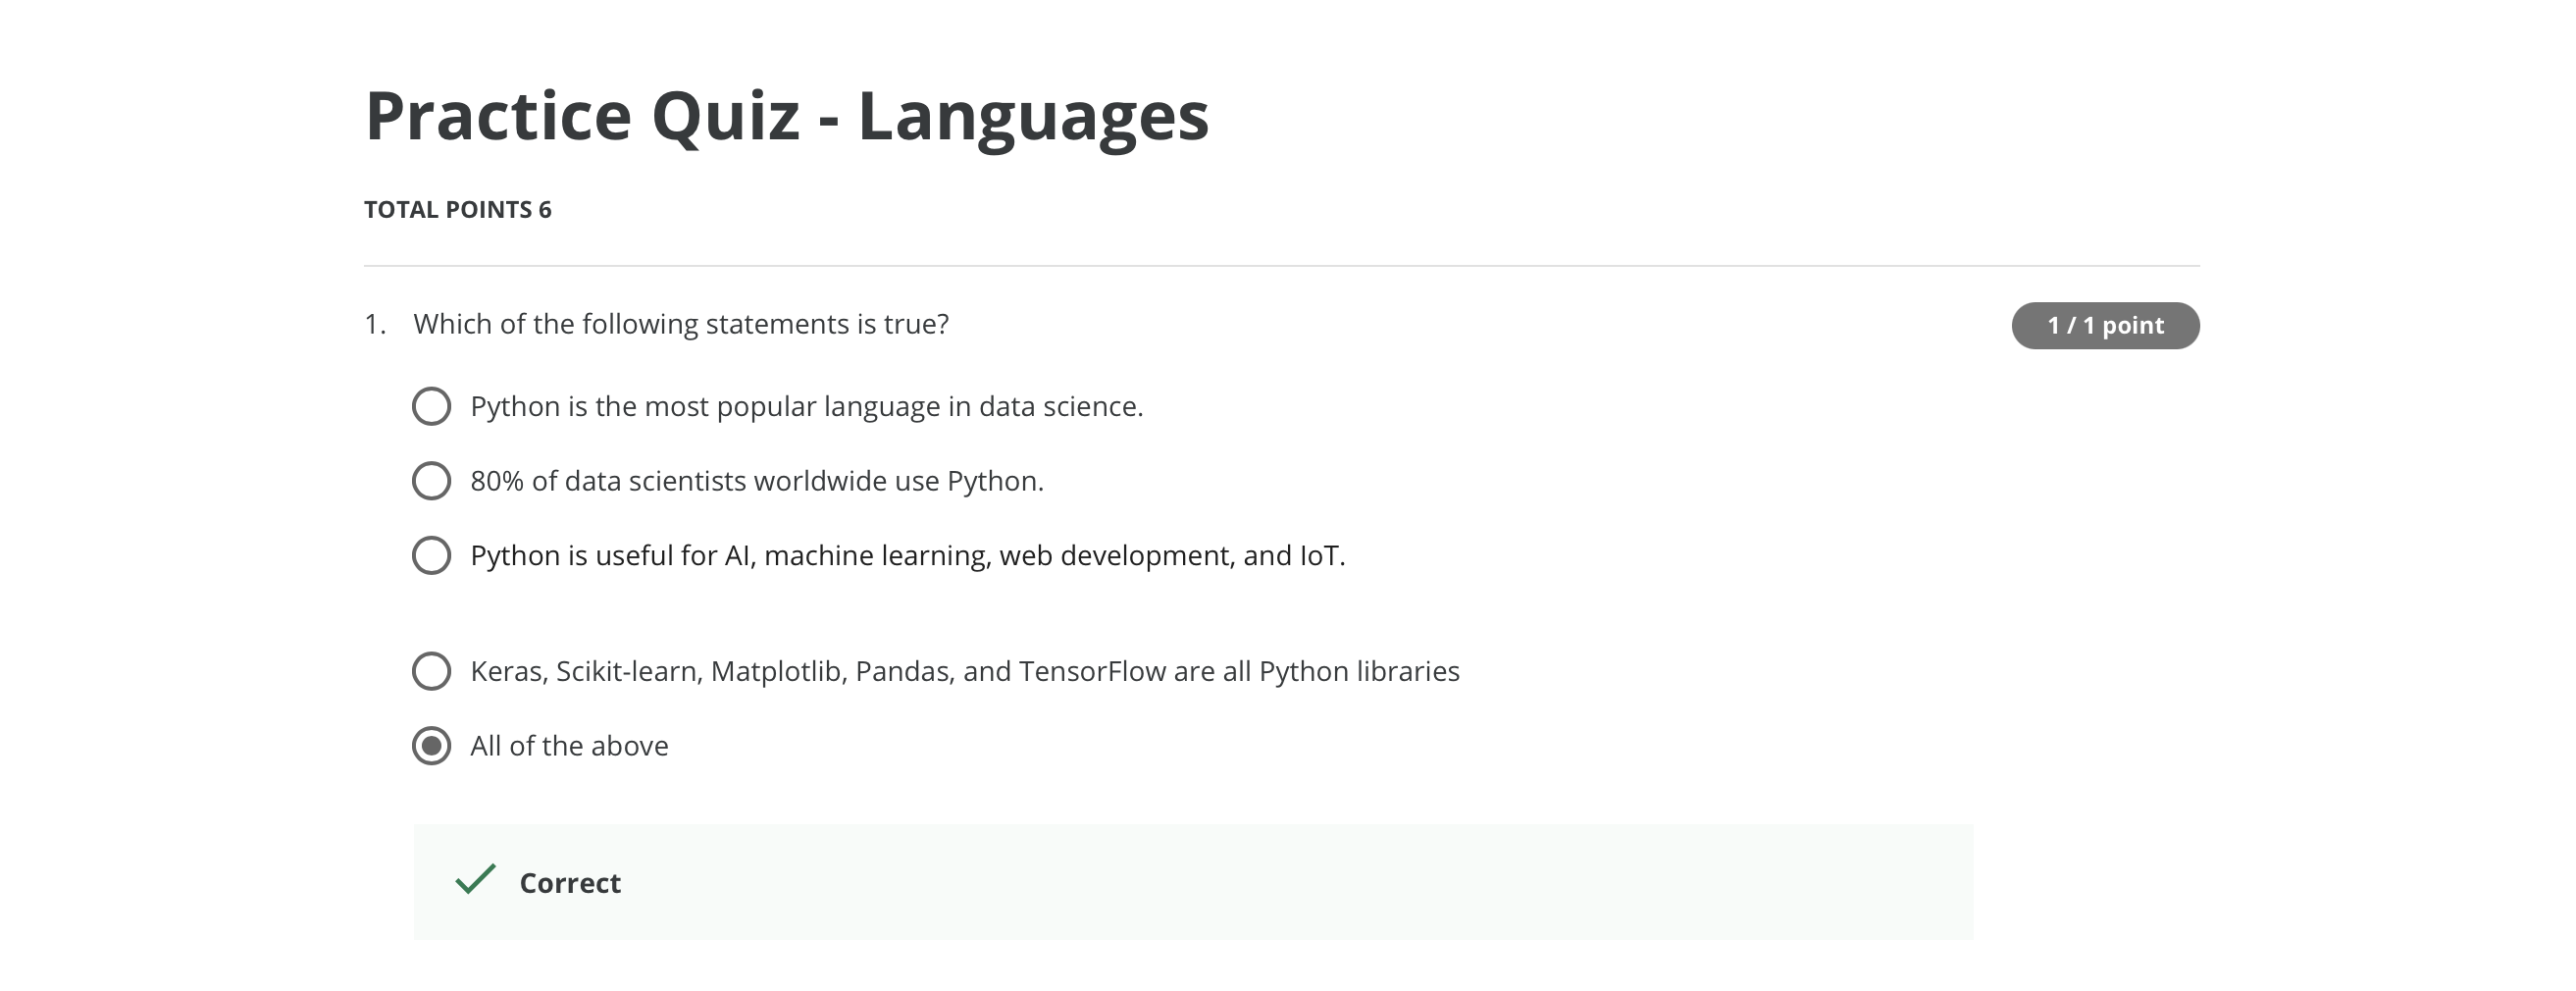 Practice Quiz - Languages
TOTAL POINTS 6
1. Which of the following statements is true?
1 / 1 point
Python is the most popular language in data science.
80% of data scientists worldwide use Python.
Python is useful for AI, machine learning, web development, and IoT.
Keras, Scikit-learn, Matplotlib, Pandas, and TensorFlow are all Python libraries
All of the above
Correct